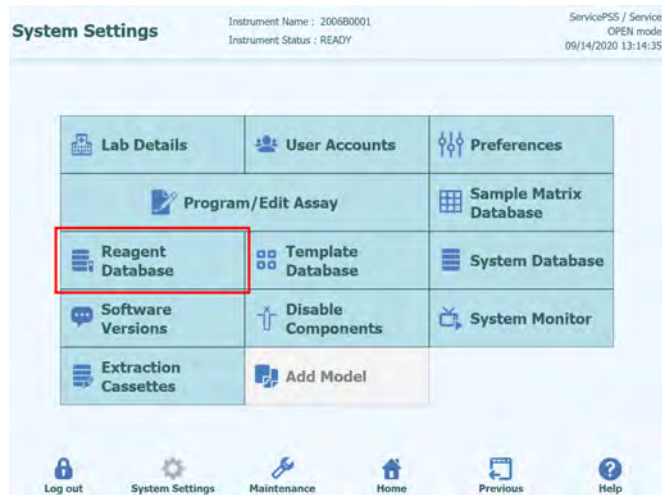 System Settings
Instrument Name : 2006B0001
Instrument Status : READY
ServicePSS / Service
OPEN mode
09/14/2020 13:14:35
Lab Details
User Accounts
Preferences
Program/Edit Assay
Sample Matrix
Database
Reagent
Database
Template
Database
System Database
Software
Versions
Disable
Components
System Monitor
Extraction
Cassettes
Add Model
Log out
System Settings
Maintenance
Home
Previous
Help